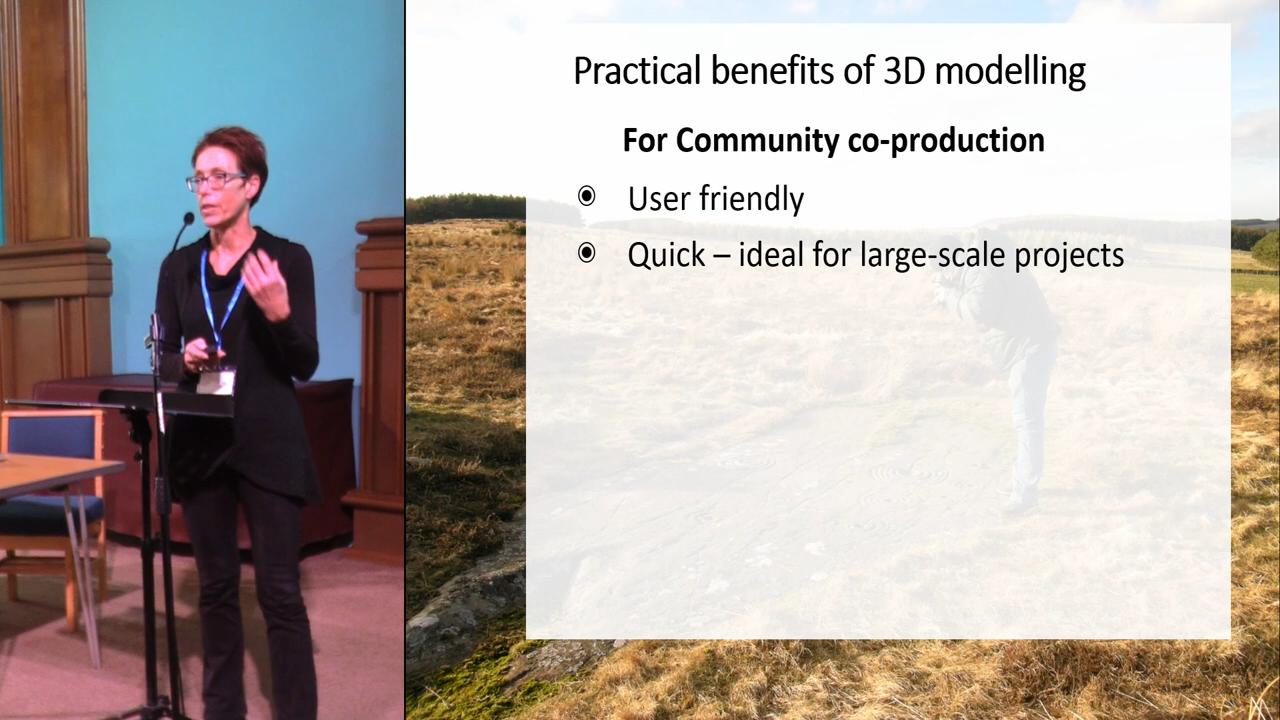 Practical benefits of 3D modelling
For Community co-production
User friendly
Quick – ideal for large-scale projects